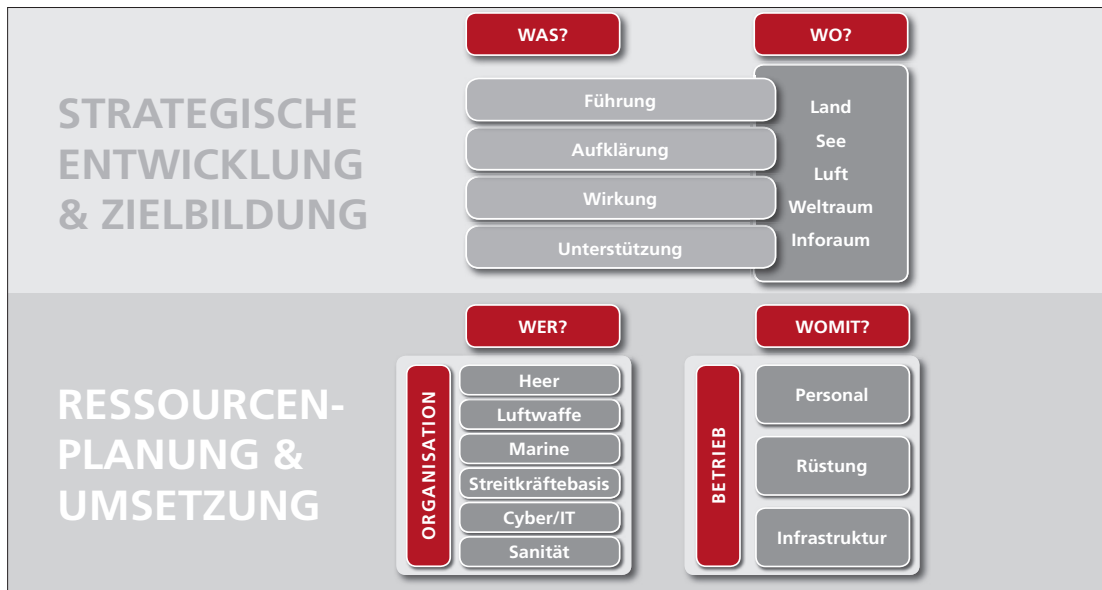 STRATEGISCHE
ENTWICKLUNG
& ZIELBILDUNG
WAS?
Führung
Aufklärung
Wirkung
Unterstützung
WO?
Land
See
Luft
Weltraum
Inforaum
RESSOURCEN-
PLANUNG &
UMSETZUNG
WER?
ORGANISATION
Heer
Luftwaffe
Marine
Streitkräftebasis
Cyber/IT
Sanität
WOMIT?
BETRIEB
Personal
Rüstung
Infrastruktur